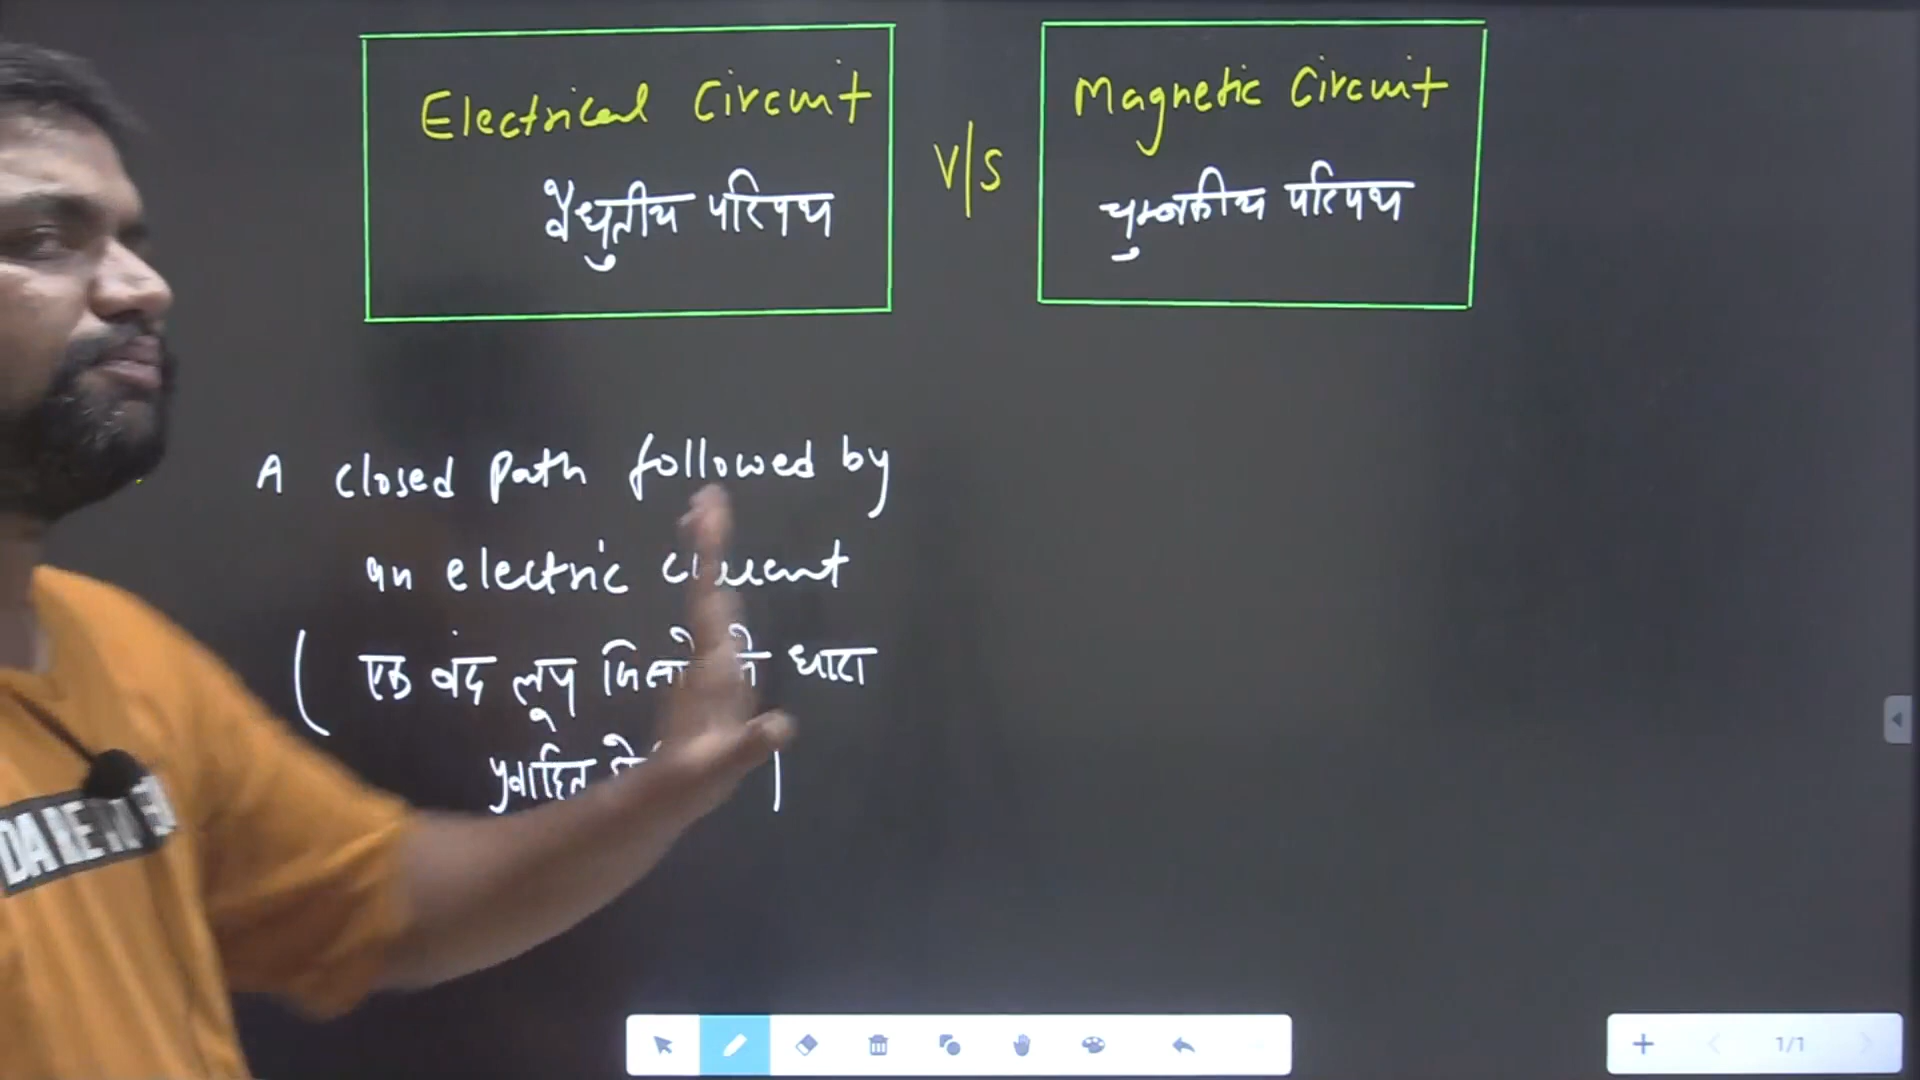 Electrical Circuit
वैधुतीय परिपथ
V/S
Magnetic Circuit
चुम्बकीय परिपथ
A closed path followed by
an electric current
( एक बंद लूप धारा
प्रवाहित
1/1